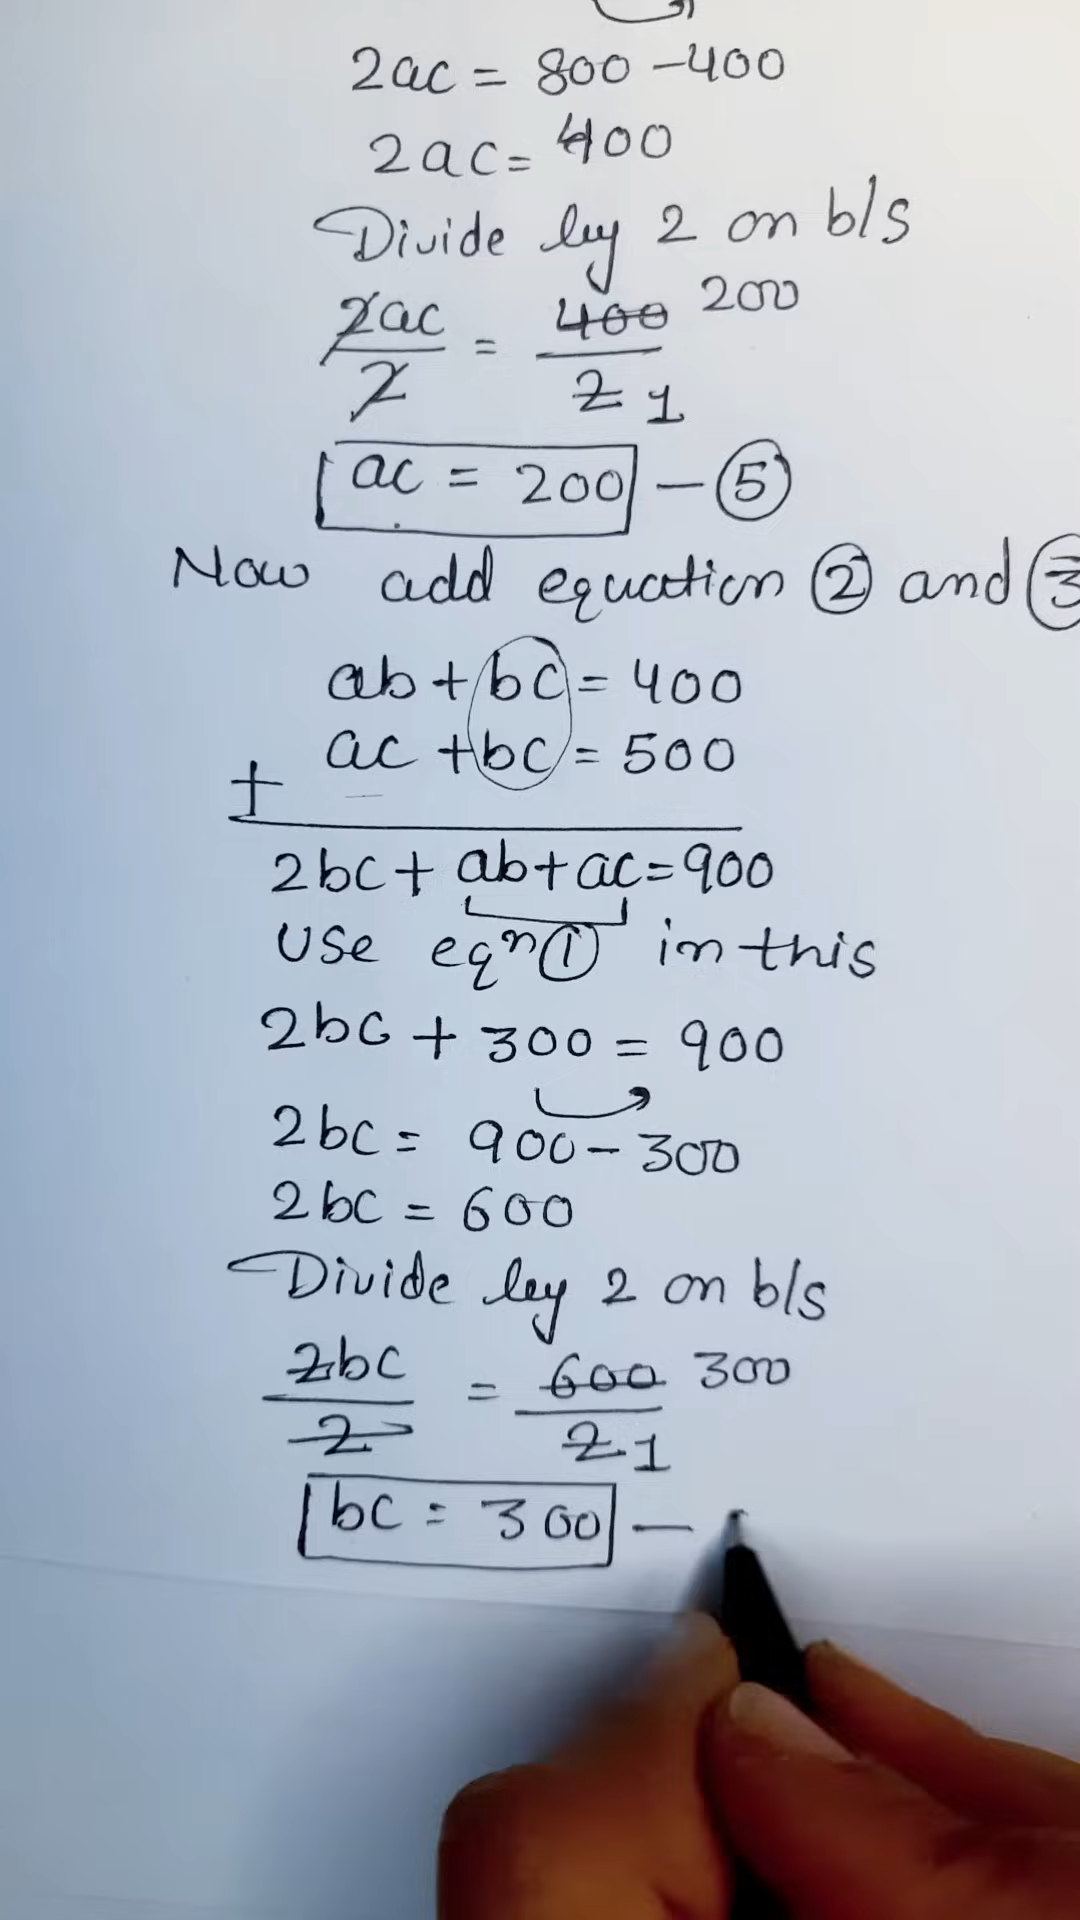 2ac = 800 - 400
2ac = 400
Divide by 2 on b/s
2ac/2 = 400/2 200 1
ac = 200 — ⑤
Now add equation ② and ③
ab + bc = 400
ac + bc = 500
+
2bc + ab + ac = 900
Use eqⁿ ① in this
2bc + 300 = 900
2bc = 900 - 300
2bc = 600
Divide by 2 on b/s
2bc/2 = 600/2 300 1
bc = 300 —